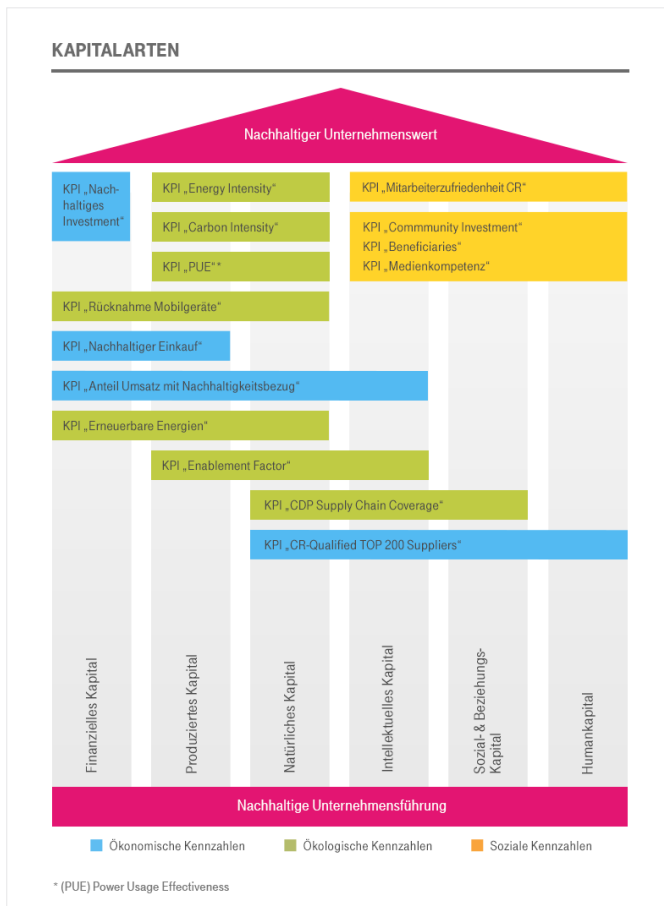 KAPITALARTEN
Nachhaltiger Unternehmenswert
KPI „Nach-
haltiges
Investment“
KPI „Energy Intensity“
KPI „Mitarbeiterzufriedenheit CR“
KPI „Carbon Intensity“
KPI „Commmunity Investment“
KPI „Beneficiaries“
KPI „Medienkompetenz“
KPI „PUE“*
KPI „Rücknahme Mobilgeräte“
KPI „Nachhaltiger Einkauf“
KPI „Anteil Umsatz mit Nachhaltigkeitsbezug“
KPI „Erneuerbare Energien“
KPI „Enablement Factor“
KPI „CDP Supply Chain Coverage“
KPI „CR-Qualified TOP 200 Suppliers“
Finanzielles Kapital
Produziertes Kapital
Natürliches Kapital
Intellektuelles Kapital
Sozial- & Beziehungs-
Kapital
Humankapital
Nachhaltige Unternehmensführung
Ökonomische Kennzahlen
Ökologische Kennzahlen
Soziale Kennzahlen
* (PUE) Power Usage Effectiveness